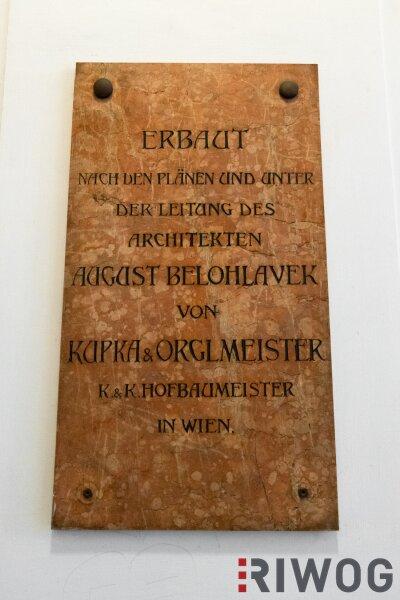 ERBAUT
NACH DEN PLÄNEN UND UNTER
DER LEITUNG DES
ARCHITEKTEN
AUGUST BELOHLAVEK
VON
KUPKA & ORGLMEISTER
K. & K. HOFBAUMEISTER
IN WIEN.
RIWOG